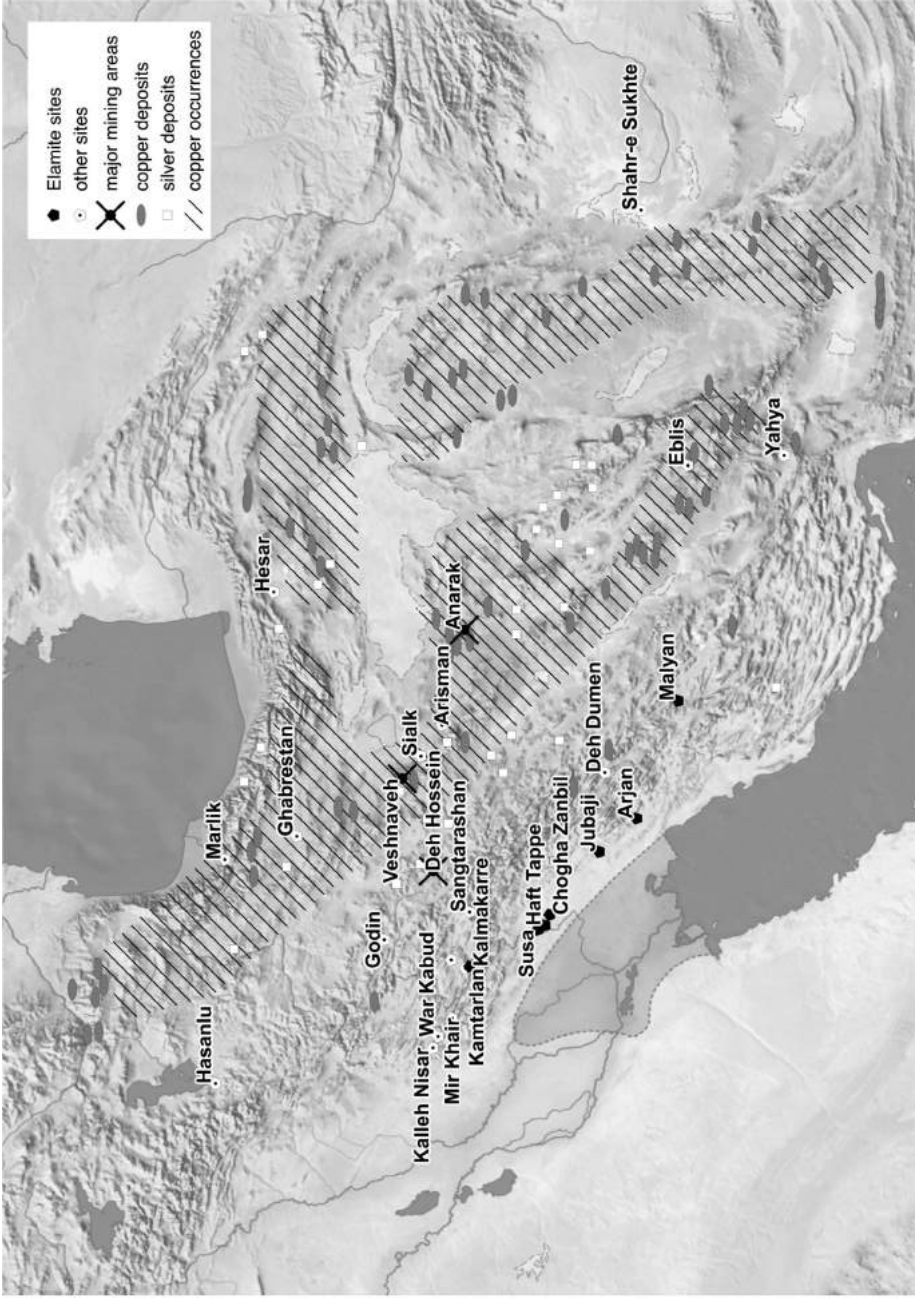 Elamite sites
other sites
major mining areas
copper deposits
silver deposits
copper occurrences
Hasanlu
Marlik
Ghabrestan
Hesar
Godin
Veshnaveh
Sialk
Arisman
Anarak
Deh Hossein
Sangtarashan
Kalmakarre
Kamtarlan
War Kabud
Kalleh Nisar
Mir Khair
Susa
Haft Tappe
Chogha Zanbil
Jubaji
Deh Dumen
Arjan
Malyan
Eblis
Yahya
Shahr-e Sukhte